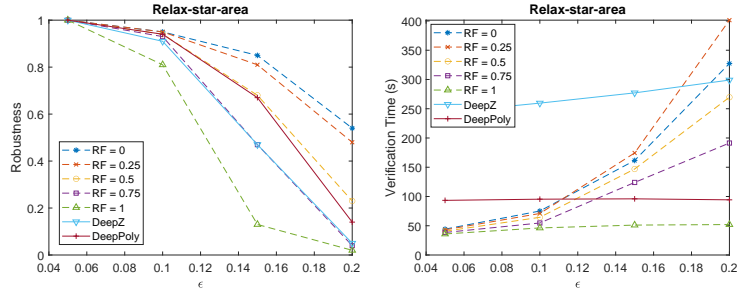 Relax-star-area
Robustness
1
0.8
0.6
0.4
0.2
0
0.04
0.06
0.08
0.1
0.12
0.14
0.16
0.18
0.2
ϵ
RF = 0
RF = 0.25
RF = 0.5
RF = 0.75
RF = 1
DeepZ
DeepPoly
Relax-star-area
Verification Time (s)
400
350
300
250
200
150
100
50
0
0.04
0.06
0.08
0.1
0.12
0.14
0.16
0.18
0.2
ϵ
RF = 0
RF = 0.25
RF = 0.5
RF = 0.75
RF = 1
DeepZ
DeepPoly